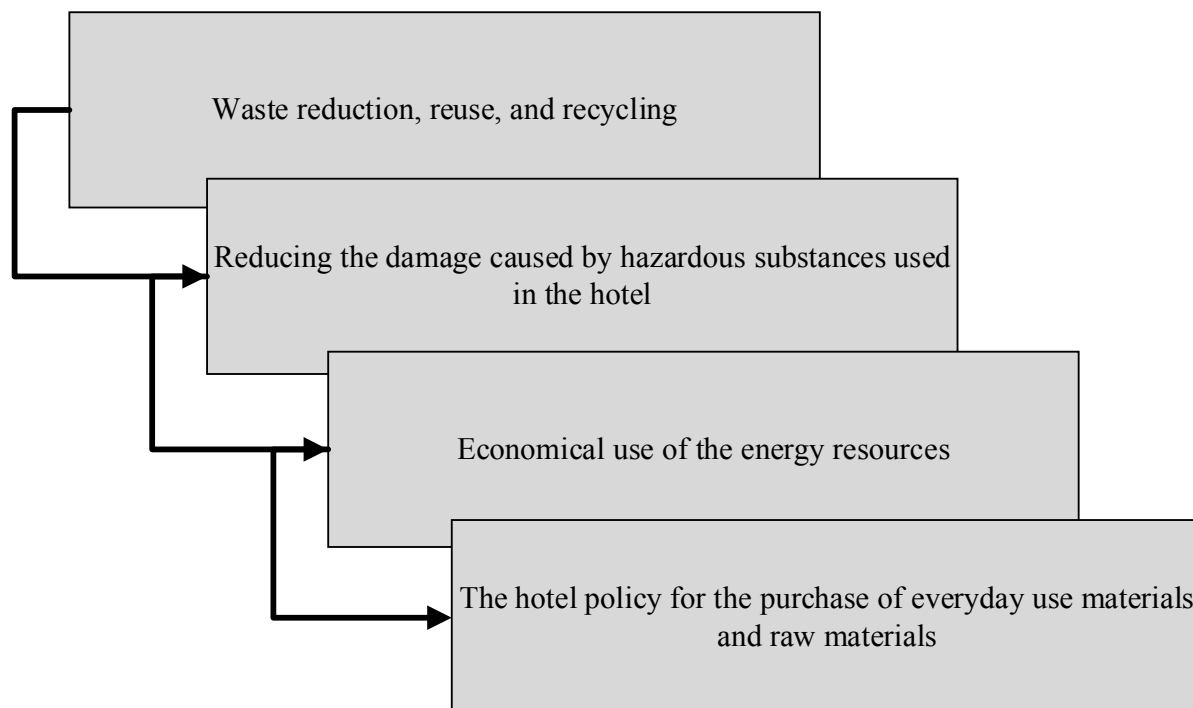 Waste reduction, reuse, and recycling
Reducing the damage caused by hazardous substances used
in the hotel
Economical use of the energy resources
The hotel policy for the purchase of everyday use materials
and raw materials